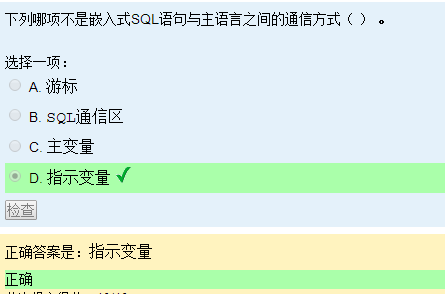 下列哪项不是嵌入式SQL语句与主语言之间的通信方式（ ）。
选择一项：
A. 游标
B. SQL通信区
C. 主变量
D. 指示变量
检查
正确答案是：指示变量
正确